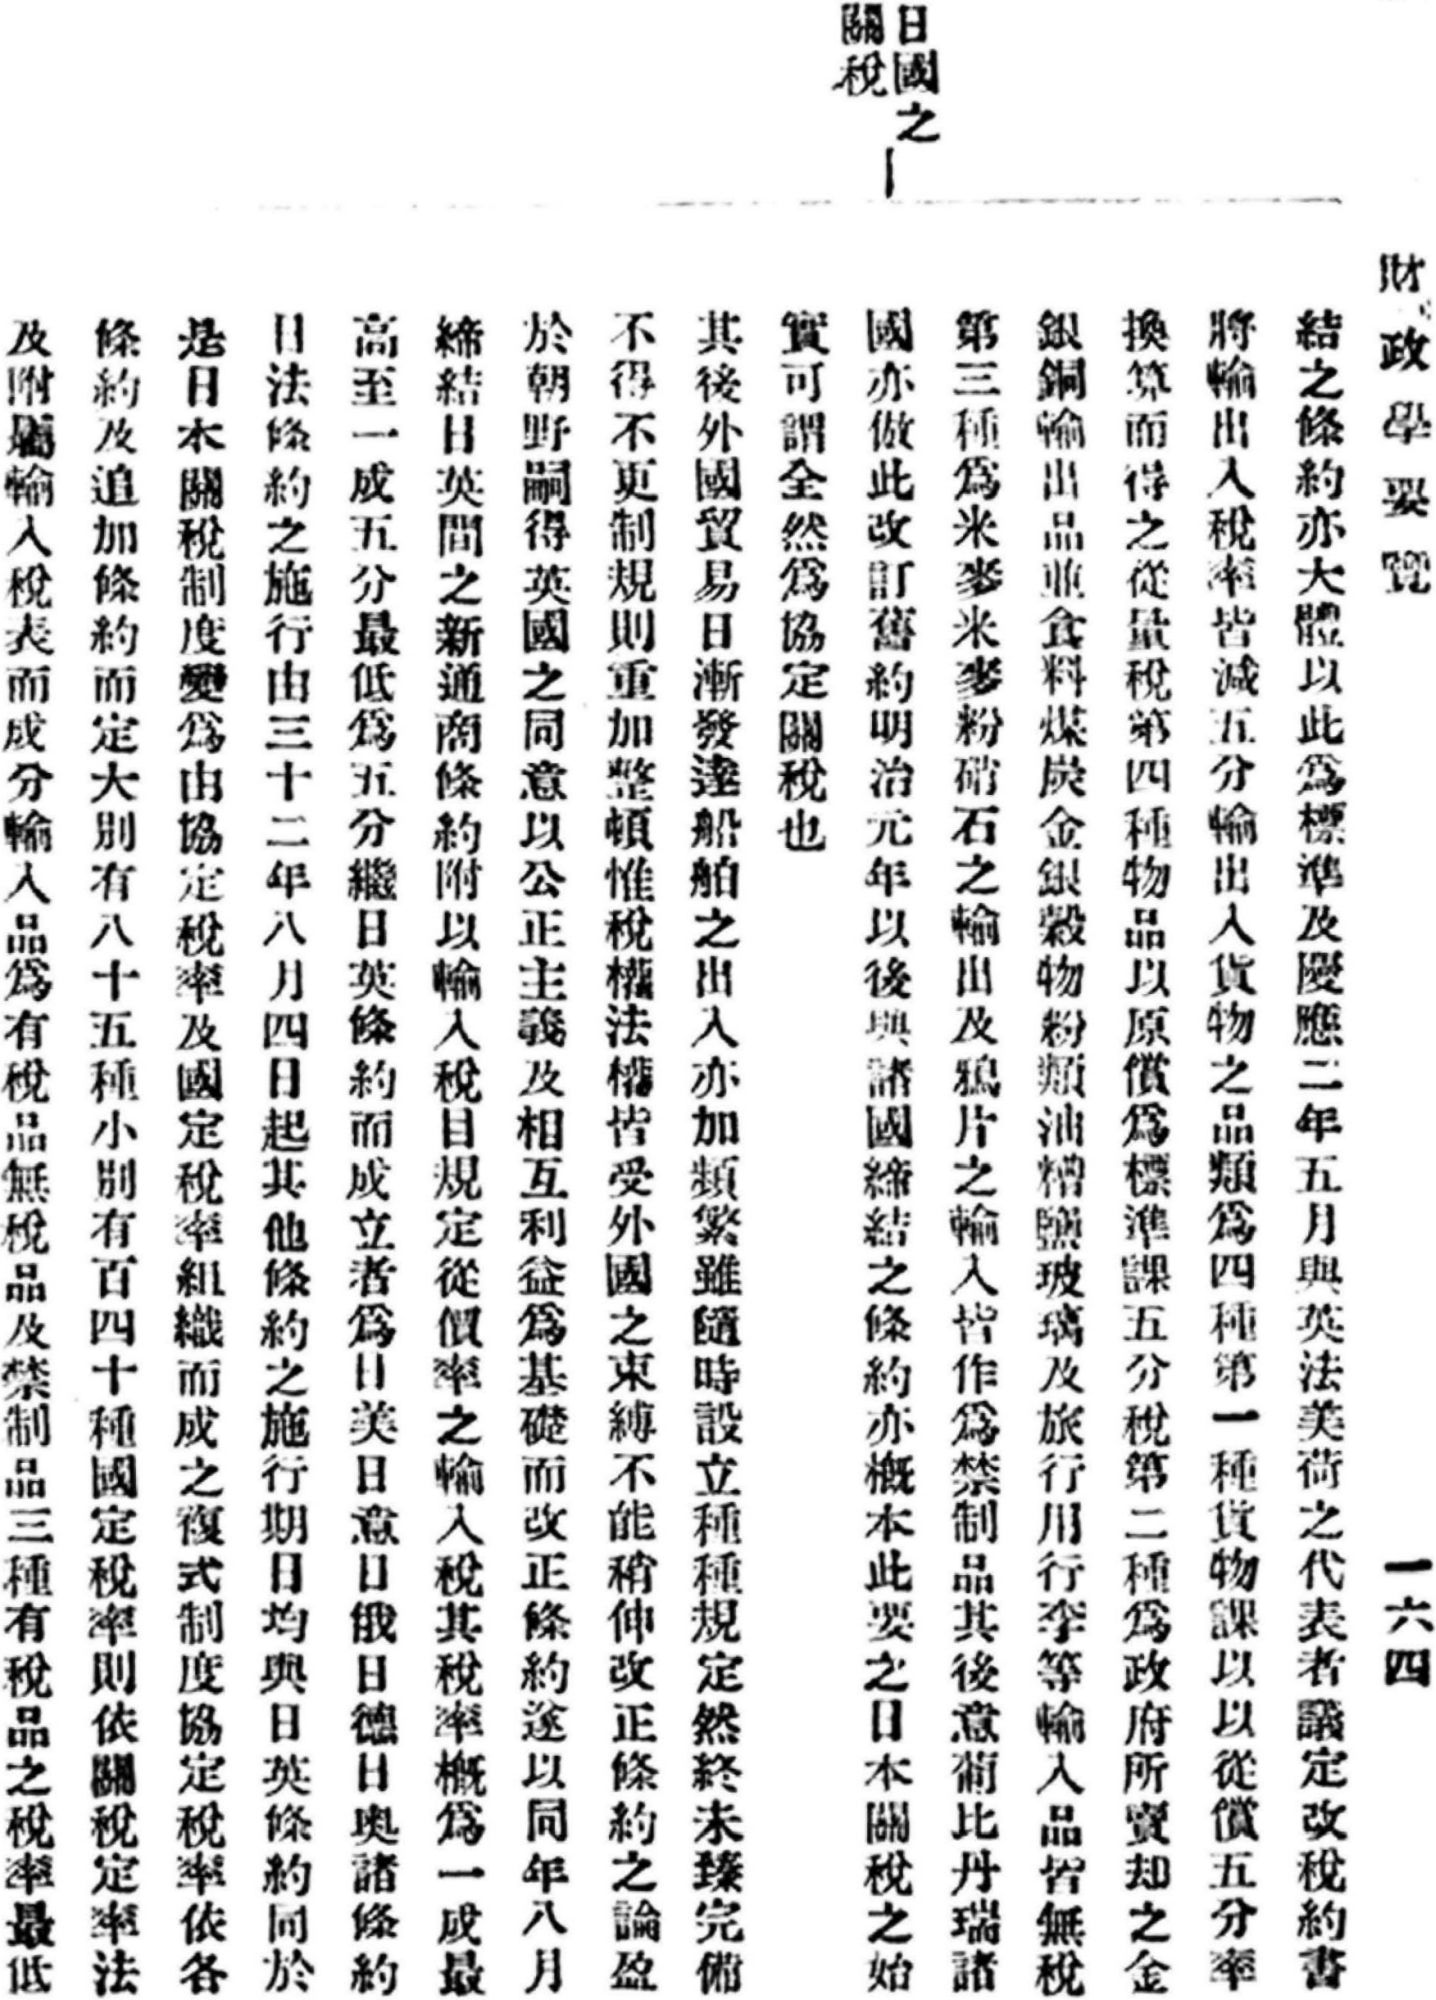 財政學要覽
一六四
日國之
關稅
結之條約亦大體以此爲標準及慶應二年五月與英法美荷之代表者議定改稅約書
將輸出入稅率皆減五分輸出入貨物之品類爲四種第一種貨物課以以從價五分率
換算而得之從量稅第四種物品以原價爲標準課五分稅第二種爲政府所賣却之金
銀銅輸出品並食料煤炭金銀穀物粉類油糟鹽玻璃及旅行用行李等輸入品皆無稅
第三種爲米麥米麥粉硝石之輸出及鴉片之輸入皆作爲禁制品其後意葡比丹瑞諸
國亦倣此改訂舊約明治元年以後與諸國締結之條約亦槪本此要之日本關稅之始
實可謂全然爲協定關稅也
其後外國貿易日漸發達船舶之出入亦加頻繁雖隨時設立種種規定然終未臻完備
不得不更制規則重加整頓惟稅權法權皆受外國之束縛不能稍伸改正條約之論盈
於朝野嗣得英國之同意以公正主義及相互利益爲基礎而改正條約遂以同年八月
締結日英間之新通商條約附以輸入稅目規定從價率之輸入稅其稅率槪爲一成最
高至一成五分最低爲五分繼日英條約而成立者爲日美日意日俄日德日奧諸條約
日法條約之施行由三十二年八月四日起其他條約之施行期日均與日英條約同於
是日本關稅制度變爲由協定稅率及國定稅率組織而成之複式制度協定稅率依各
條約及追加條約而定大別有八十五種小別有百四十種國定稅率則依關稅定率法
及附屬輸入稅表而成分輸入品爲有稅品無稅品及禁制品三種有稅品之稅率最低